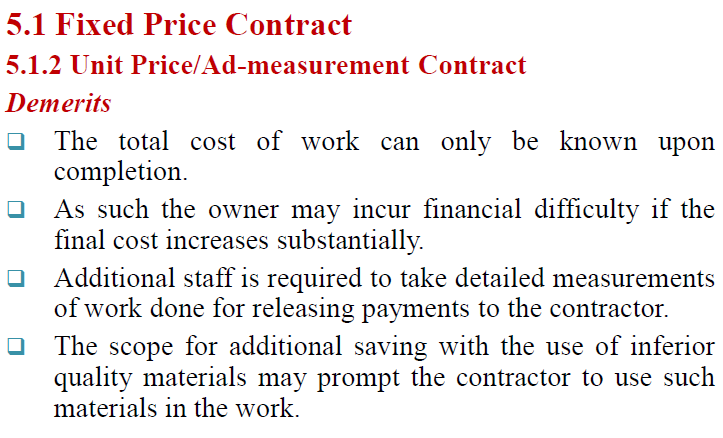 5.1 Fixed Price Contract
5.1.2 Unit Price/Ad-measurement Contract
Demerits
❑ The total cost of work can only be known upon
completion.
❑ As such the owner may incur financial difficulty if the
final cost increases substantially.
❑ Additional staff is required to take detailed measurements
of work done for releasing payments to the contractor.
❑ The scope for additional saving with the use of inferior
quality materials may prompt the contractor to use such
materials in the work.